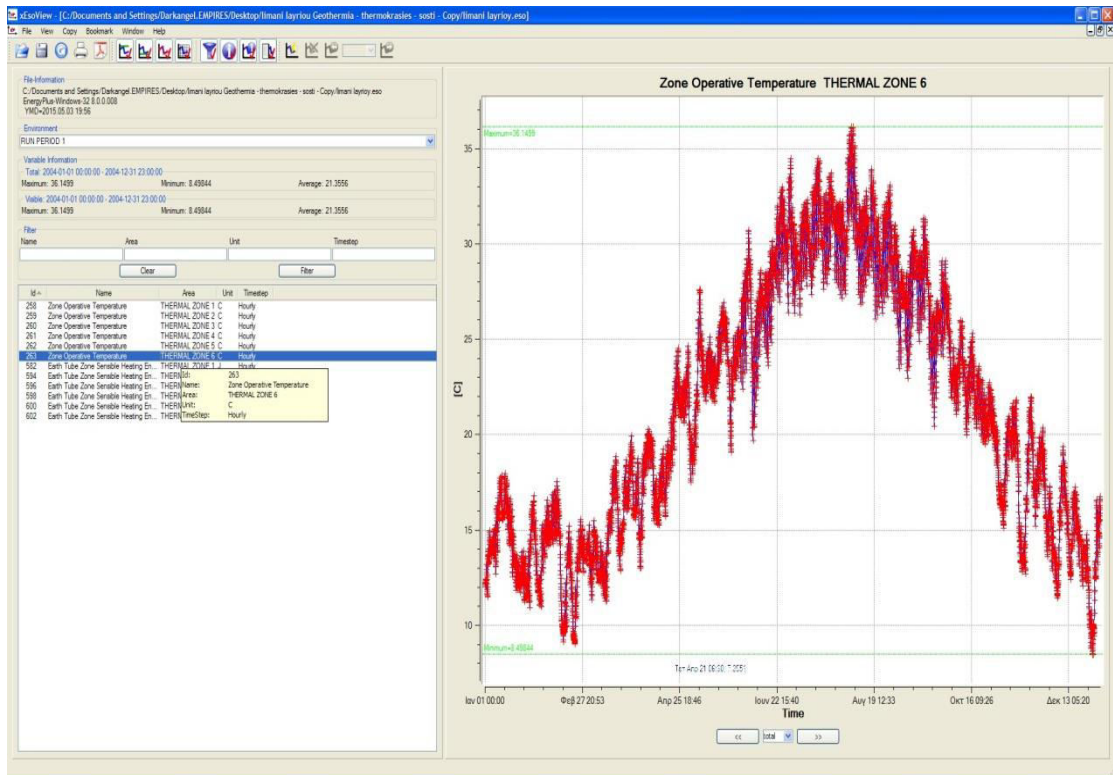 xEsoView - [C:/Documents and Settings/Darkangel.EMPIRES/Desktop/limani layriou Geothermia - thermokrasies - sosti - Copy/limani layrioy.eso]
File View Copy Bookmark Window Help
File-Information
C:/Documents and Settings/Darkangel.EMPIRES/Desktop/limani layriou Geothermia - thermokrasies - sosti - Copy/limani layrioy.eso
EnergyPlus-Windows-32 8.0.0.008
YMD=2015.05.03 19:56
Environment
RUN PERIOD 1
Variable Information
Total: 2004-01-01 00:00:00 - 2004-12-31 23:00:00
Maximum: 36.1499 Minimum: 8.49844 Average: 21.3556
Visible: 2004-01-01 00:00:00 - 2004-12-31 23:00:00
Maximum: 36.1499 Minimum: 8.49844 Average: 21.3556
Filter
Name Area Unit Timestep
Clear Filter
Id Name Area Unit Timestep
258 Zone Operative Temperature THERMAL ZONE 1 C Hourly
259 Zone Operative Temperature THERMAL ZONE 2 C Hourly
260 Zone Operative Temperature THERMAL ZONE 3 C Hourly
261 Zone Operative Temperature THERMAL ZONE 4 C Hourly
262 Zone Operative Temperature THERMAL ZONE 5 C Hourly
263 Zone Operative Temperature THERMAL ZONE 6 C Hourly
582 Earth Tube Zone Sensible Heating En... THERMAL ZONE 1 J Hourly
594 Earth Tube Zone Sensible Heating En... THERM
596 Earth Tube Zone Sensible Heating En... THERM
598 Earth Tube Zone Sensible Heating En... THERM
600 Earth Tube Zone Sensible Heating En... THERM
602 Earth Tube Zone Sensible Heating En... THERM
Id: 263
Name: Zone Operative Temperature
Area: THERMAL ZONE 6
Unit: C
TimeStep: Hourly
Zone Operative Temperature THERMAL ZONE 6
Maximum=36.1499
35
30
25
[C]
20
15
10
Minimum=8.49844
Ιαν 01 00:00 Φεβ 27 20:53 Απρ 25 18:46 Ιουν 22 15:40 Αυγ 19 12:33 Οκτ 16 09:26 Δεκ 13 05:20
Time
<< total >>